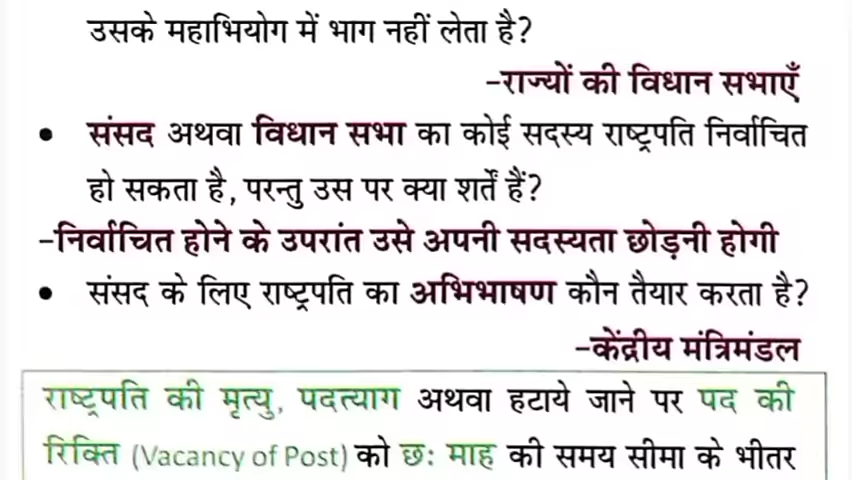 उसके महाभियोग में भाग नहीं लेता है?
-राज्यों की विधान सभाएँ
• संसद अथवा विधान सभा का कोई सदस्य राष्ट्रपति निर्वाचित
हो सकता है, परन्तु उस पर क्या शर्तें हैं?
-निर्वाचित होने के उपरांत उसे अपनी सदस्यता छोड़नी होगी
• संसद के लिए राष्ट्रपति का अभिभाषण कौन तैयार करता है?
-केंद्रीय मंत्रिमंडल
राष्ट्रपति की मृत्यु, पदत्याग अथवा हटाये जाने पर पद की
रिक्ति (Vacancy of Post) को छः माह की समय सीमा के भीतर